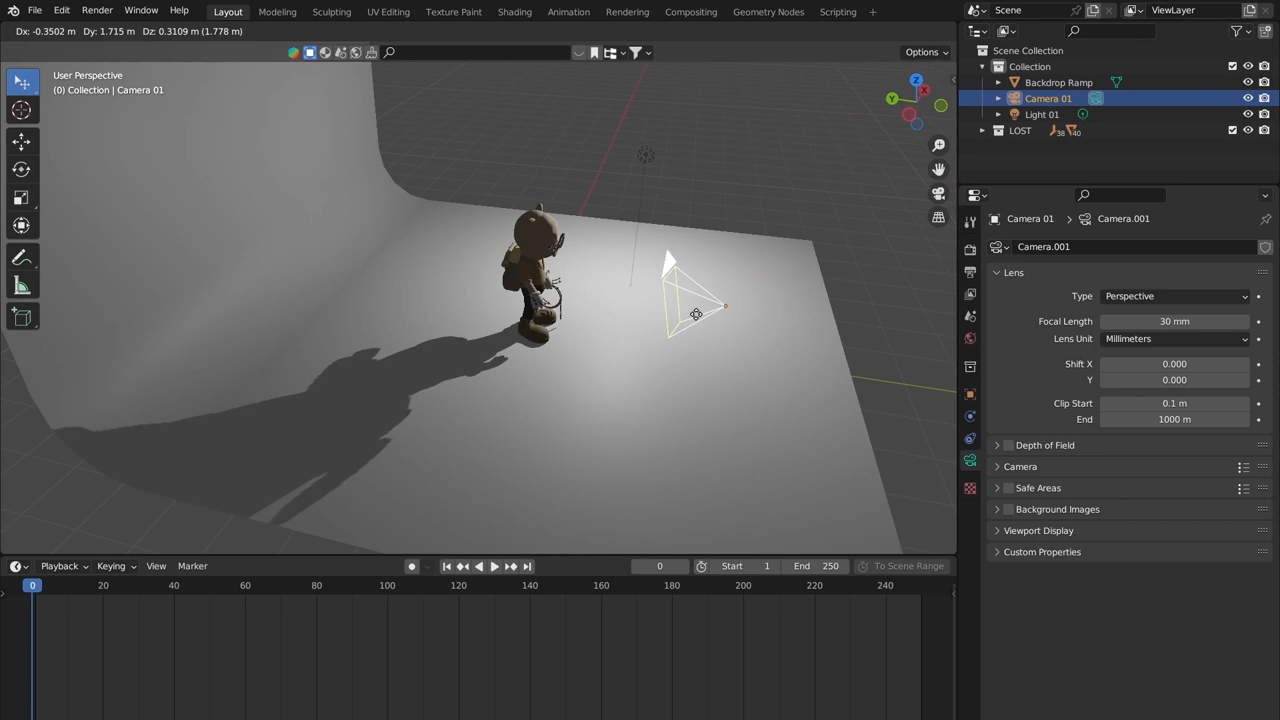 File Edit Render Window Help Layout Modeling Sculpting UV Editing Texture Paint Shading Animation Rendering Compositing Geometry Nodes Scripting + Scene ViewLayer
Dx: -0.3502 m Dy: 1.715 m Dz: 0.3109 m (1.778 m)
Options
User Perspective
(0) Collection | Camera 01
Z
X
Y
Scene Collection
Collection
Backdrop Ramp
Camera 01
Light 01
LOST 38 40
Camera 01 > Camera.001
Camera.001
Lens
Type Perspective
Focal Length 30 mm
Lens Unit Millimeters
Shift X 0.000
Y 0.000
Clip Start 0.1 m
End 1000 m
Depth of Field
Camera
Safe Areas
Background Images
Viewport Display
Custom Properties
Playback Keying View Marker 0 Start 1 End 250 To Scene Range
0 20 40 60 80 100 120 140 160 180 200 220 240